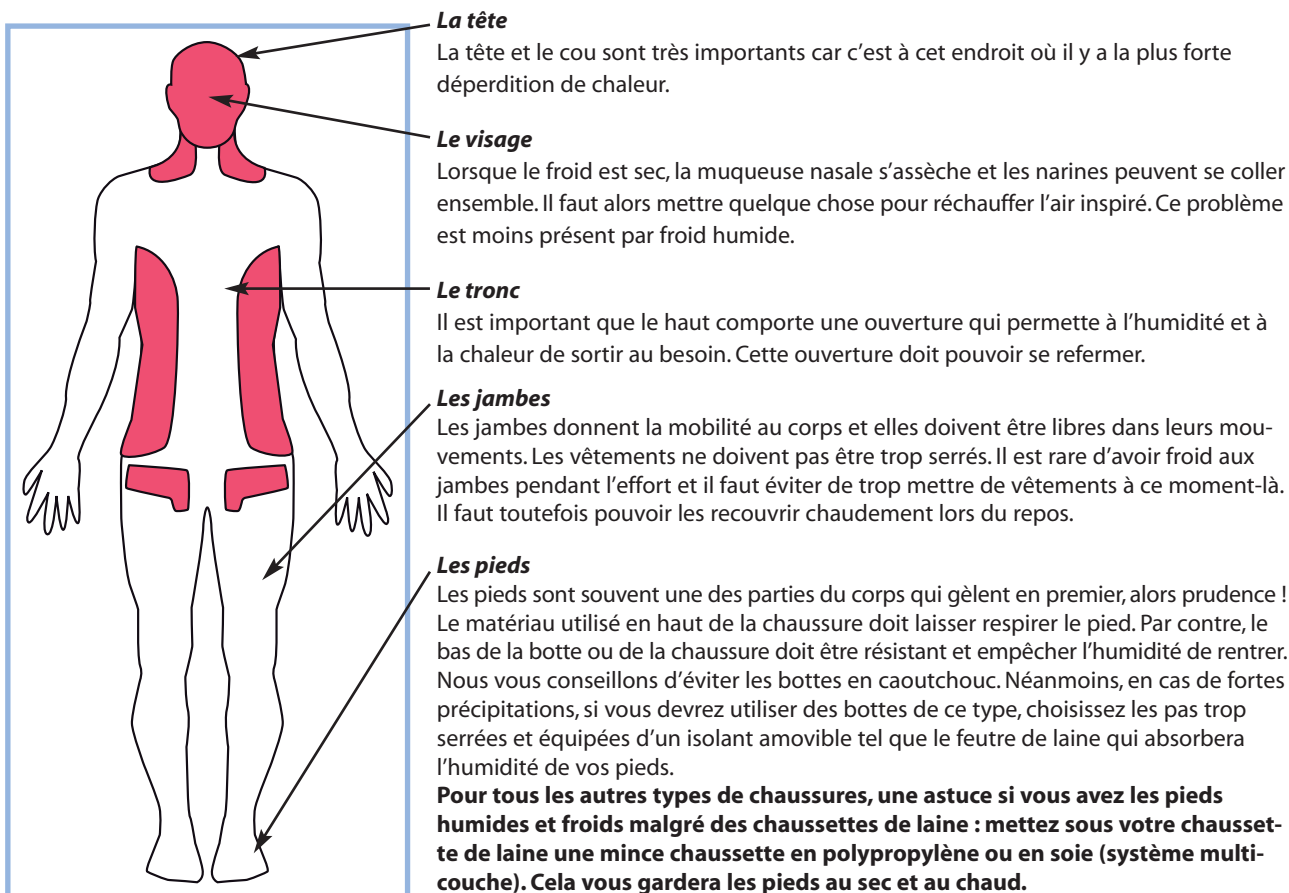 La tête
La tête et le cou sont très importants car c'est à cet endroit où il y a la plus forte
déperdition de chaleur.
Le visage
Lorsque le froid est sec, la muqueuse nasale s'assèche et les narines peuvent se coller
ensemble. Il faut alors mettre quelque chose pour réchauffer l'air inspiré. Ce problème
est moins présent par froid humide.
Le tronc
Il est important que le haut comporte une ouverture qui permette à l'humidité et à
la chaleur de sortir au besoin. Cette ouverture doit pouvoir se refermer.
Les jambes
Les jambes donnent la mobilité au corps et elles doivent être libres dans leurs mou-
vements. Les vêtements ne doivent pas être trop serrés. Il est rare d'avoir froid aux
jambes pendant l'effort et il faut éviter de trop mettre de vêtements à ce moment-là.
Il faut toutefois pouvoir les recouvrir chaudement lors du repos.
Les pieds
Les pieds sont souvent une des parties du corps qui gèlent en premier, alors prudence !
Le matériau utilisé en haut de la chaussure doit laisser respirer le pied. Par contre, le
bas de la botte ou de la chaussure doit être résistant et empêcher l'humidité de rentrer.
Nous vous conseillons d'éviter les bottes en caoutchouc. Néanmoins, en cas de fortes
précipitations, si vous devrez utiliser des bottes de ce type, choisissez les pas trop
serrées et équipées d'un isolant amovible tel que le feutre de laine qui absorbera
l'humidité de vos pieds.
Pour tous les autres types de chaussures, une astuce si vous avez les pieds
humides et froids malgré des chaussettes de laine : mettez sous votre chausset-
te de laine une mince chaussette en polypropylène ou en soie (système multi-
couche). Cela vous gardera les pieds au sec et au chaud.